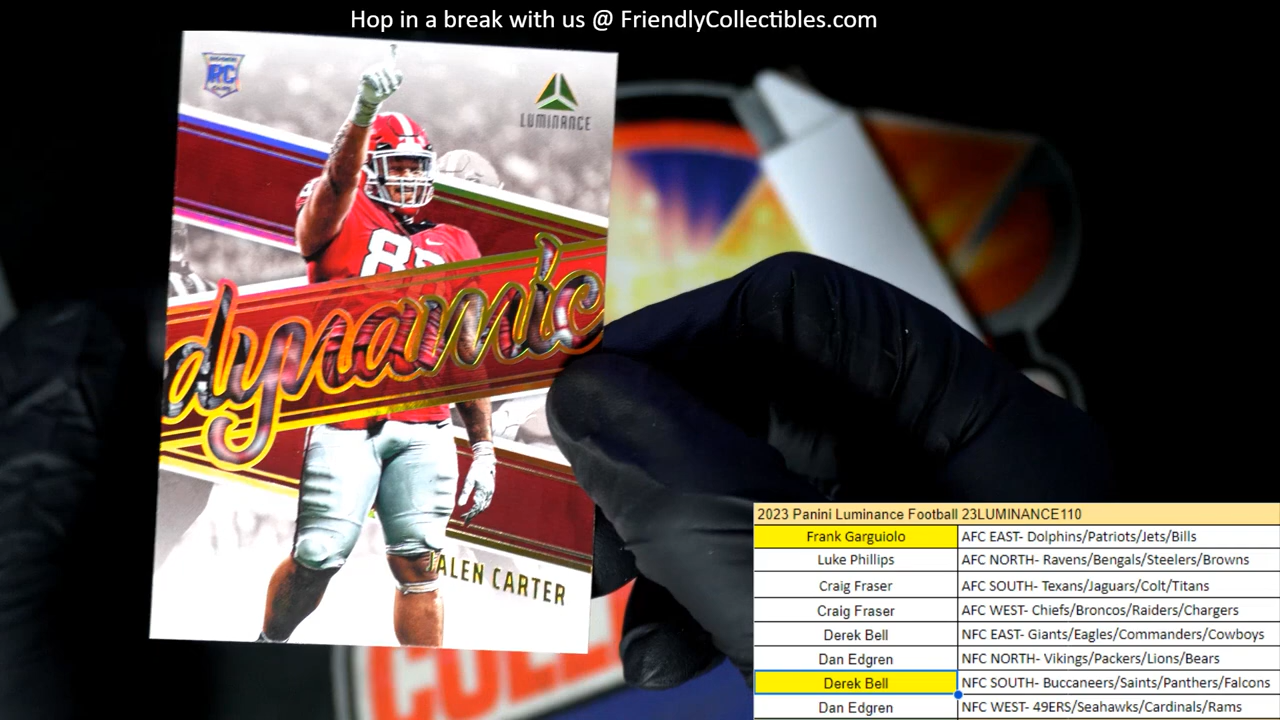 Hop in a break with us @ FriendlyCollectibles.com
RC
LUMINANCE
88
dynamic
JALEN CARTER
2023 Panini Luminance Football 23LUMINANCE110
Frank Garguiolo AFC EAST- Dolphins/Patriots/Jets/Bills
Luke Phillips AFC NORTH- Ravens/Bengals/Steelers/Browns
Craig Fraser AFC SOUTH- Texans/Jaguars/Colt/Titans
Craig Fraser AFC WEST- Chiefs/Broncos/Raiders/Chargers
Derek Bell NFC EAST- Giants/Eagles/Commanders/Cowboys
Dan Edgren NFC NORTH- Vikings/Packers/Lions/Bears
Derek Bell NFC SOUTH- Buccaneers/Saints/Panthers/Falcons
Dan Edgren NFC WEST- 49ERS/Seahawks/Cardinals/Rams